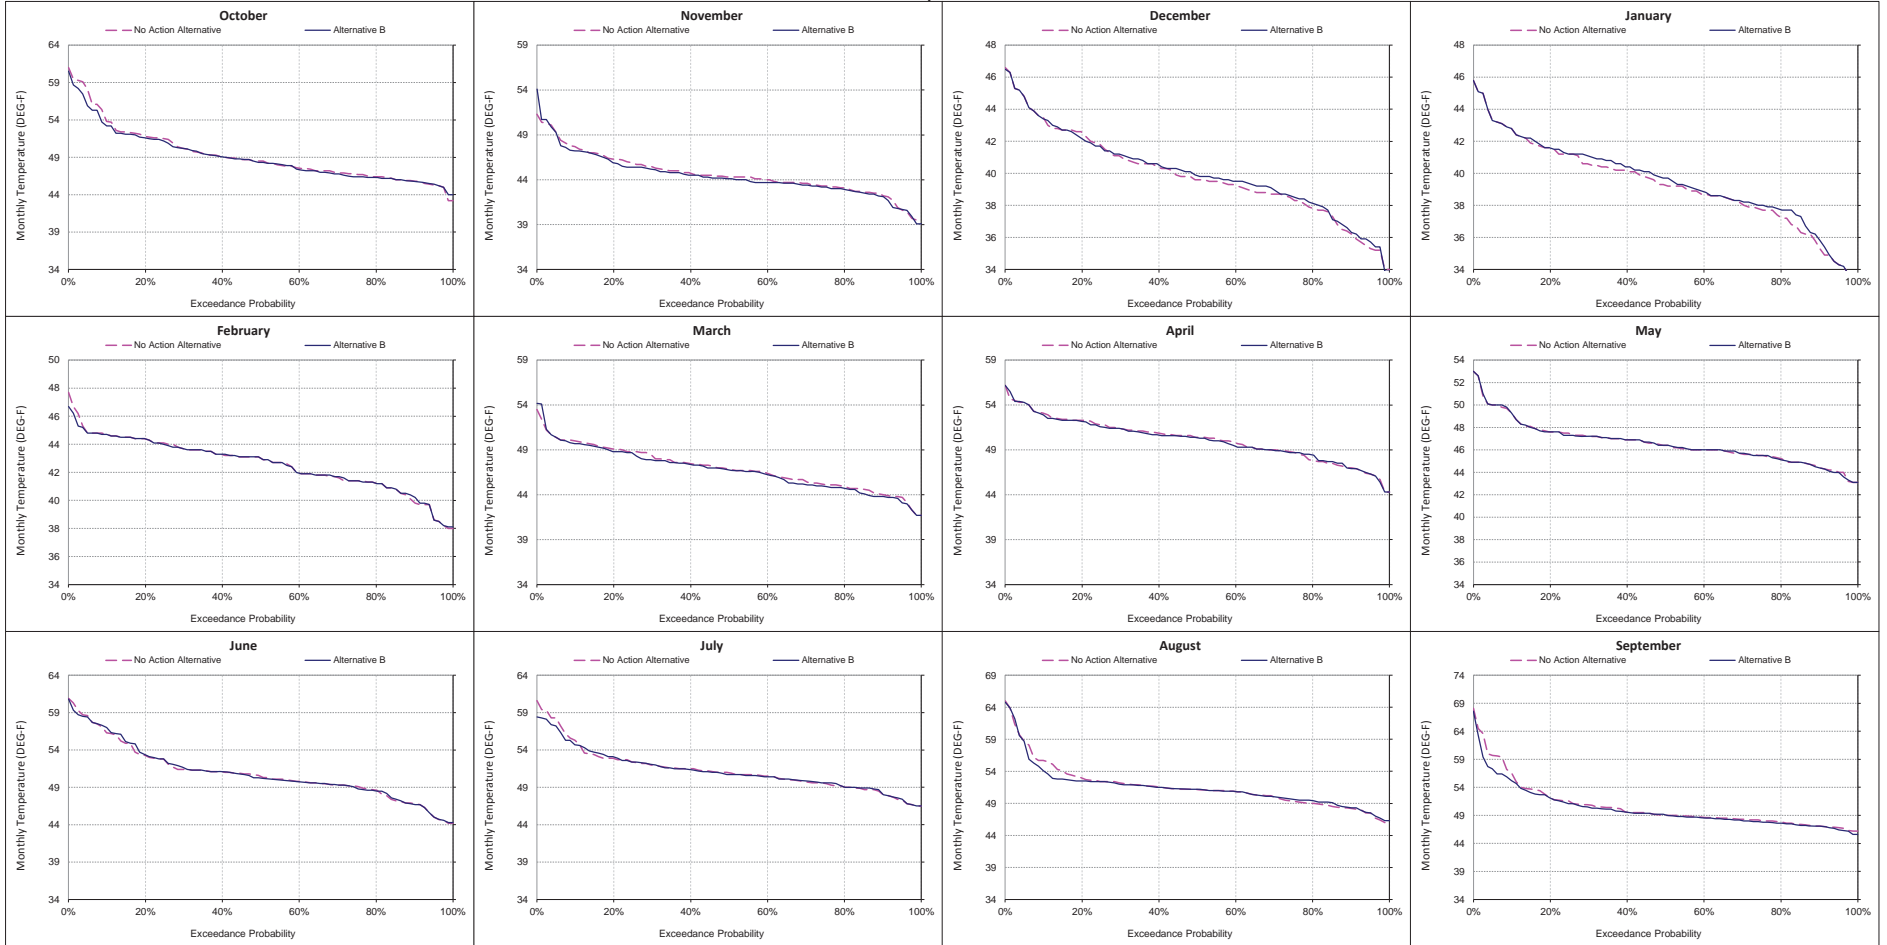 October
No Action Alternative Alternative B
Monthly Temperature (DEG-F)
64
59
54
49
44
39
34
0% 20% 40% 60% 80% 100%
Exceedance Probability
November
No Action Alternative Alternative B
Monthly Temperature (DEG-F)
59
54
49
44
39
34
0% 20% 40% 60% 80% 100%
Exceedance Probability
December
No Action Alternative Alternative B
Monthly Temperature (DEG-F)
48
46
44
42
40
38
36
34
0% 20% 40% 60% 80% 100%
Exceedance Probability
January
No Action Alternative Alternative B
Monthly Temperature (DEG-F)
48
46
44
42
40
38
36
34
0% 20% 40% 60% 80% 100%
Exceedance Probability
February
No Action Alternative Alternative B
Monthly Temperature (DEG-F)
50
48
46
44
42
40
38
36
34
0% 20% 40% 60% 80% 100%
Exceedance Probability
March
No Action Alternative Alternative B
Monthly Temperature (DEG-F)
59
54
49
44
39
34
0% 20% 40% 60% 80% 100%
Exceedance Probability
April
No Action Alternative Alternative B
Monthly Temperature (DEG-F)
59
54
49
44
39
34
0% 20% 40% 60% 80% 100%
Exceedance Probability
May
No Action Alternative Alternative B
Monthly Temperature (DEG-F)
54
52
50
48
46
44
42
40
38
36
34
0% 20% 40% 60% 80% 100%
Exceedance Probability
June
No Action Alternative Alternative B
Monthly Temperature (DEG-F)
64
59
54
49
44
39
34
0% 20% 40% 60% 80% 100%
Exceedance Probability
July
No Action Alternative Alternative B
Monthly Temperature (DEG-F)
64
59
54
49
44
39
34
0% 20% 40% 60% 80% 100%
Exceedance Probability
August
No Action Alternative Alternative B
Monthly Temperature (DEG-F)
69
64
59
54
49
44
39
34
0% 20% 40% 60% 80% 100%
Exceedance Probability
September
No Action Alternative Alternative B
Monthly Temperature (DEG-F)
74
69
64
59
54
49
44
39
34
0% 20% 40% 60% 80% 100%
Exceedance Probability